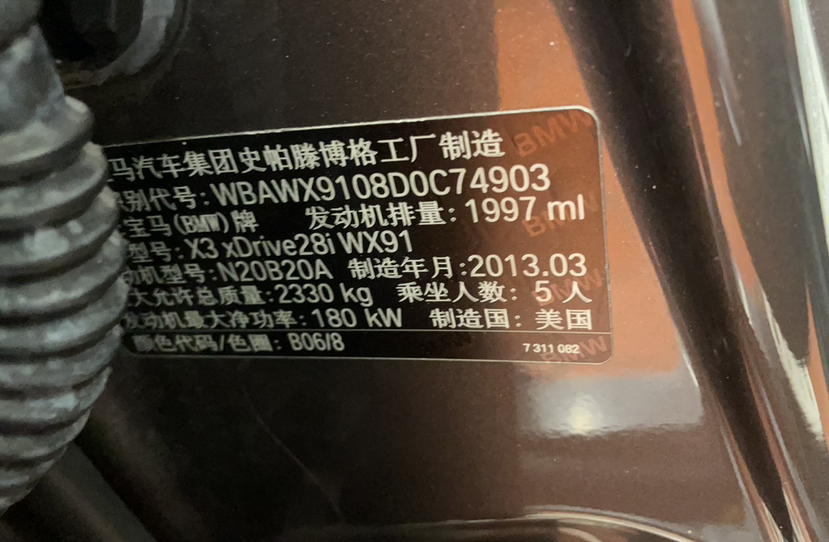 马汽车集团史帕滕博格工厂制造
别代号: WBAWX9108D0C74903
宝马(BMW)牌 发动机排量: 1997 ml
型号: X3 xDrive28i WX91
机型号: N20B20A 制造年月: 2013.03
大允许总质量: 2330 kg 乘坐人数: 5 人
发动机最大净功率: 180 kW 制造国: 美国
颜色代码/色圈: B06/8 7 311 082
BMW
BMW
BMW
BMW